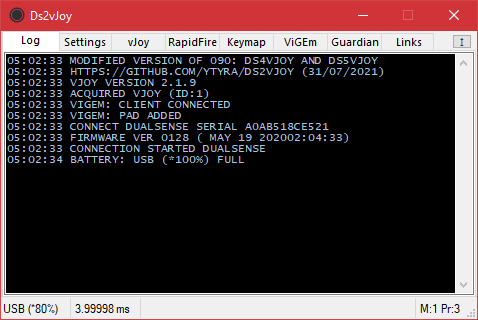 Ds2vJoy
Log Settings vJoy RapidFire Keymap ViGEm Guardian Links
05:02:33 MODIFIED VERSION OF 090: DS4VJOY AND DS5VJOY
05:02:33 HTTPS://GITHUB.COM/YTYRA/DS2VJOY (31/07/2021)
05:02:33 VJOY VERSION 2.1.9
05:02:33 ACQUIRED VJOY (ID:1)
05:02:33 VIGEM: CLIENT CONNECTED
05:02:33 VIGEM: PAD ADDED
05:02:33 CONNECT DUALSENSE SERIAL A0AB518CE521
05:02:33 FIRMWARE VER 0128 ( MAY 19 202002:04:33)
05:02:33 CONNECTION STARTED DUALSENSE
05:02:34 BATTERY: USB (*100%) FULL
USB (*80%) 3.99998 ms M:1 Pr:3